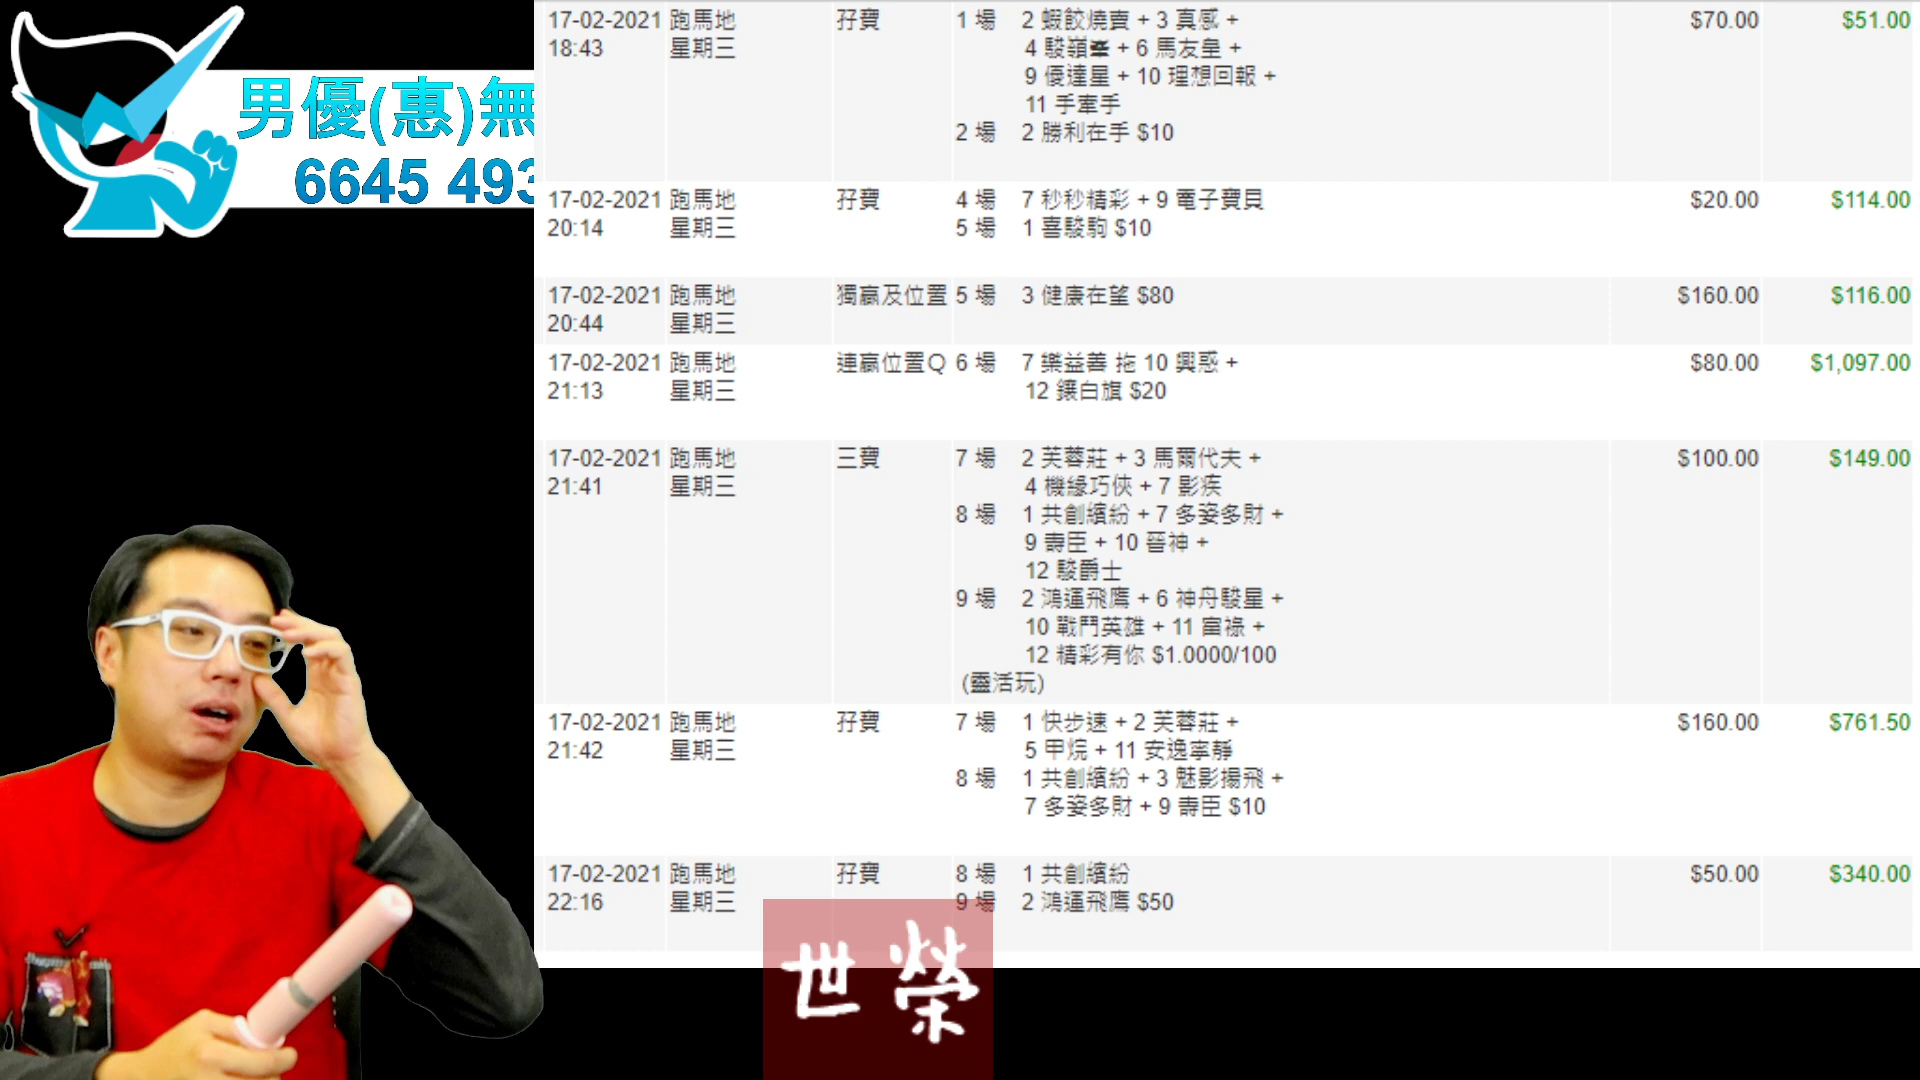 男優(惠)無
6645 493
17-02-2021 跑馬地 孖寶 1 場 2 蝦餃燒賣 + 3 真感 + $70.00 $51.00
18:43 星期三 4 駿嶺峯 + 6 馬友皇 +
9 優達星 + 10 理想回報 +
11 手牽手
2 場 2 勝利在手 $10
17-02-2021 跑馬地 孖寶 4 場 7 秒秒精彩 + 9 電子寶貝 $20.00 $114.00
20:14 星期三 5 場 1 喜駿駒 $10
17-02-2021 跑馬地 獨贏及位置 5 場 3 健康在望 $80 $160.00 $116.00
20:44 星期三
17-02-2021 跑馬地 連贏位置Q 6 場 7 樂益善 拖 10 興惑 + $80.00 $1,097.00
21:13 星期三 12 鑲白旗 $20
17-02-2021 跑馬地 三寶 7 場 2 芙蓉莊 + 3 馬爾代夫 + $100.00 $149.00
21:41 星期三 4 機緣巧俠 + 7 影疾
8 場 1 共創繽紛 + 7 多姿多財 +
9 壽臣 + 10 晉神 +
12 駿爵士
9 場 2 鴻運飛鷹 + 6 神舟駿星 +
10 戰鬥英雄 + 11 富祿 +
12 精彩有你 $1.0000/100
(靈活玩)
17-02-2021 跑馬地 孖寶 7 場 1 快步速 + 2 芙蓉莊 + $160.00 $761.50
21:42 星期三 5 甲烷 + 11 安逸寧靜
8 場 1 共創繽紛 + 3 魅影揚飛 +
7 多姿多財 + 9 壽臣 $10
17-02-2021 跑馬地 孖寶 8 場 1 共創繽紛 $50.00 $340.00
22:16 星期三 9 場 2 鴻運飛鷹 $50
世榮